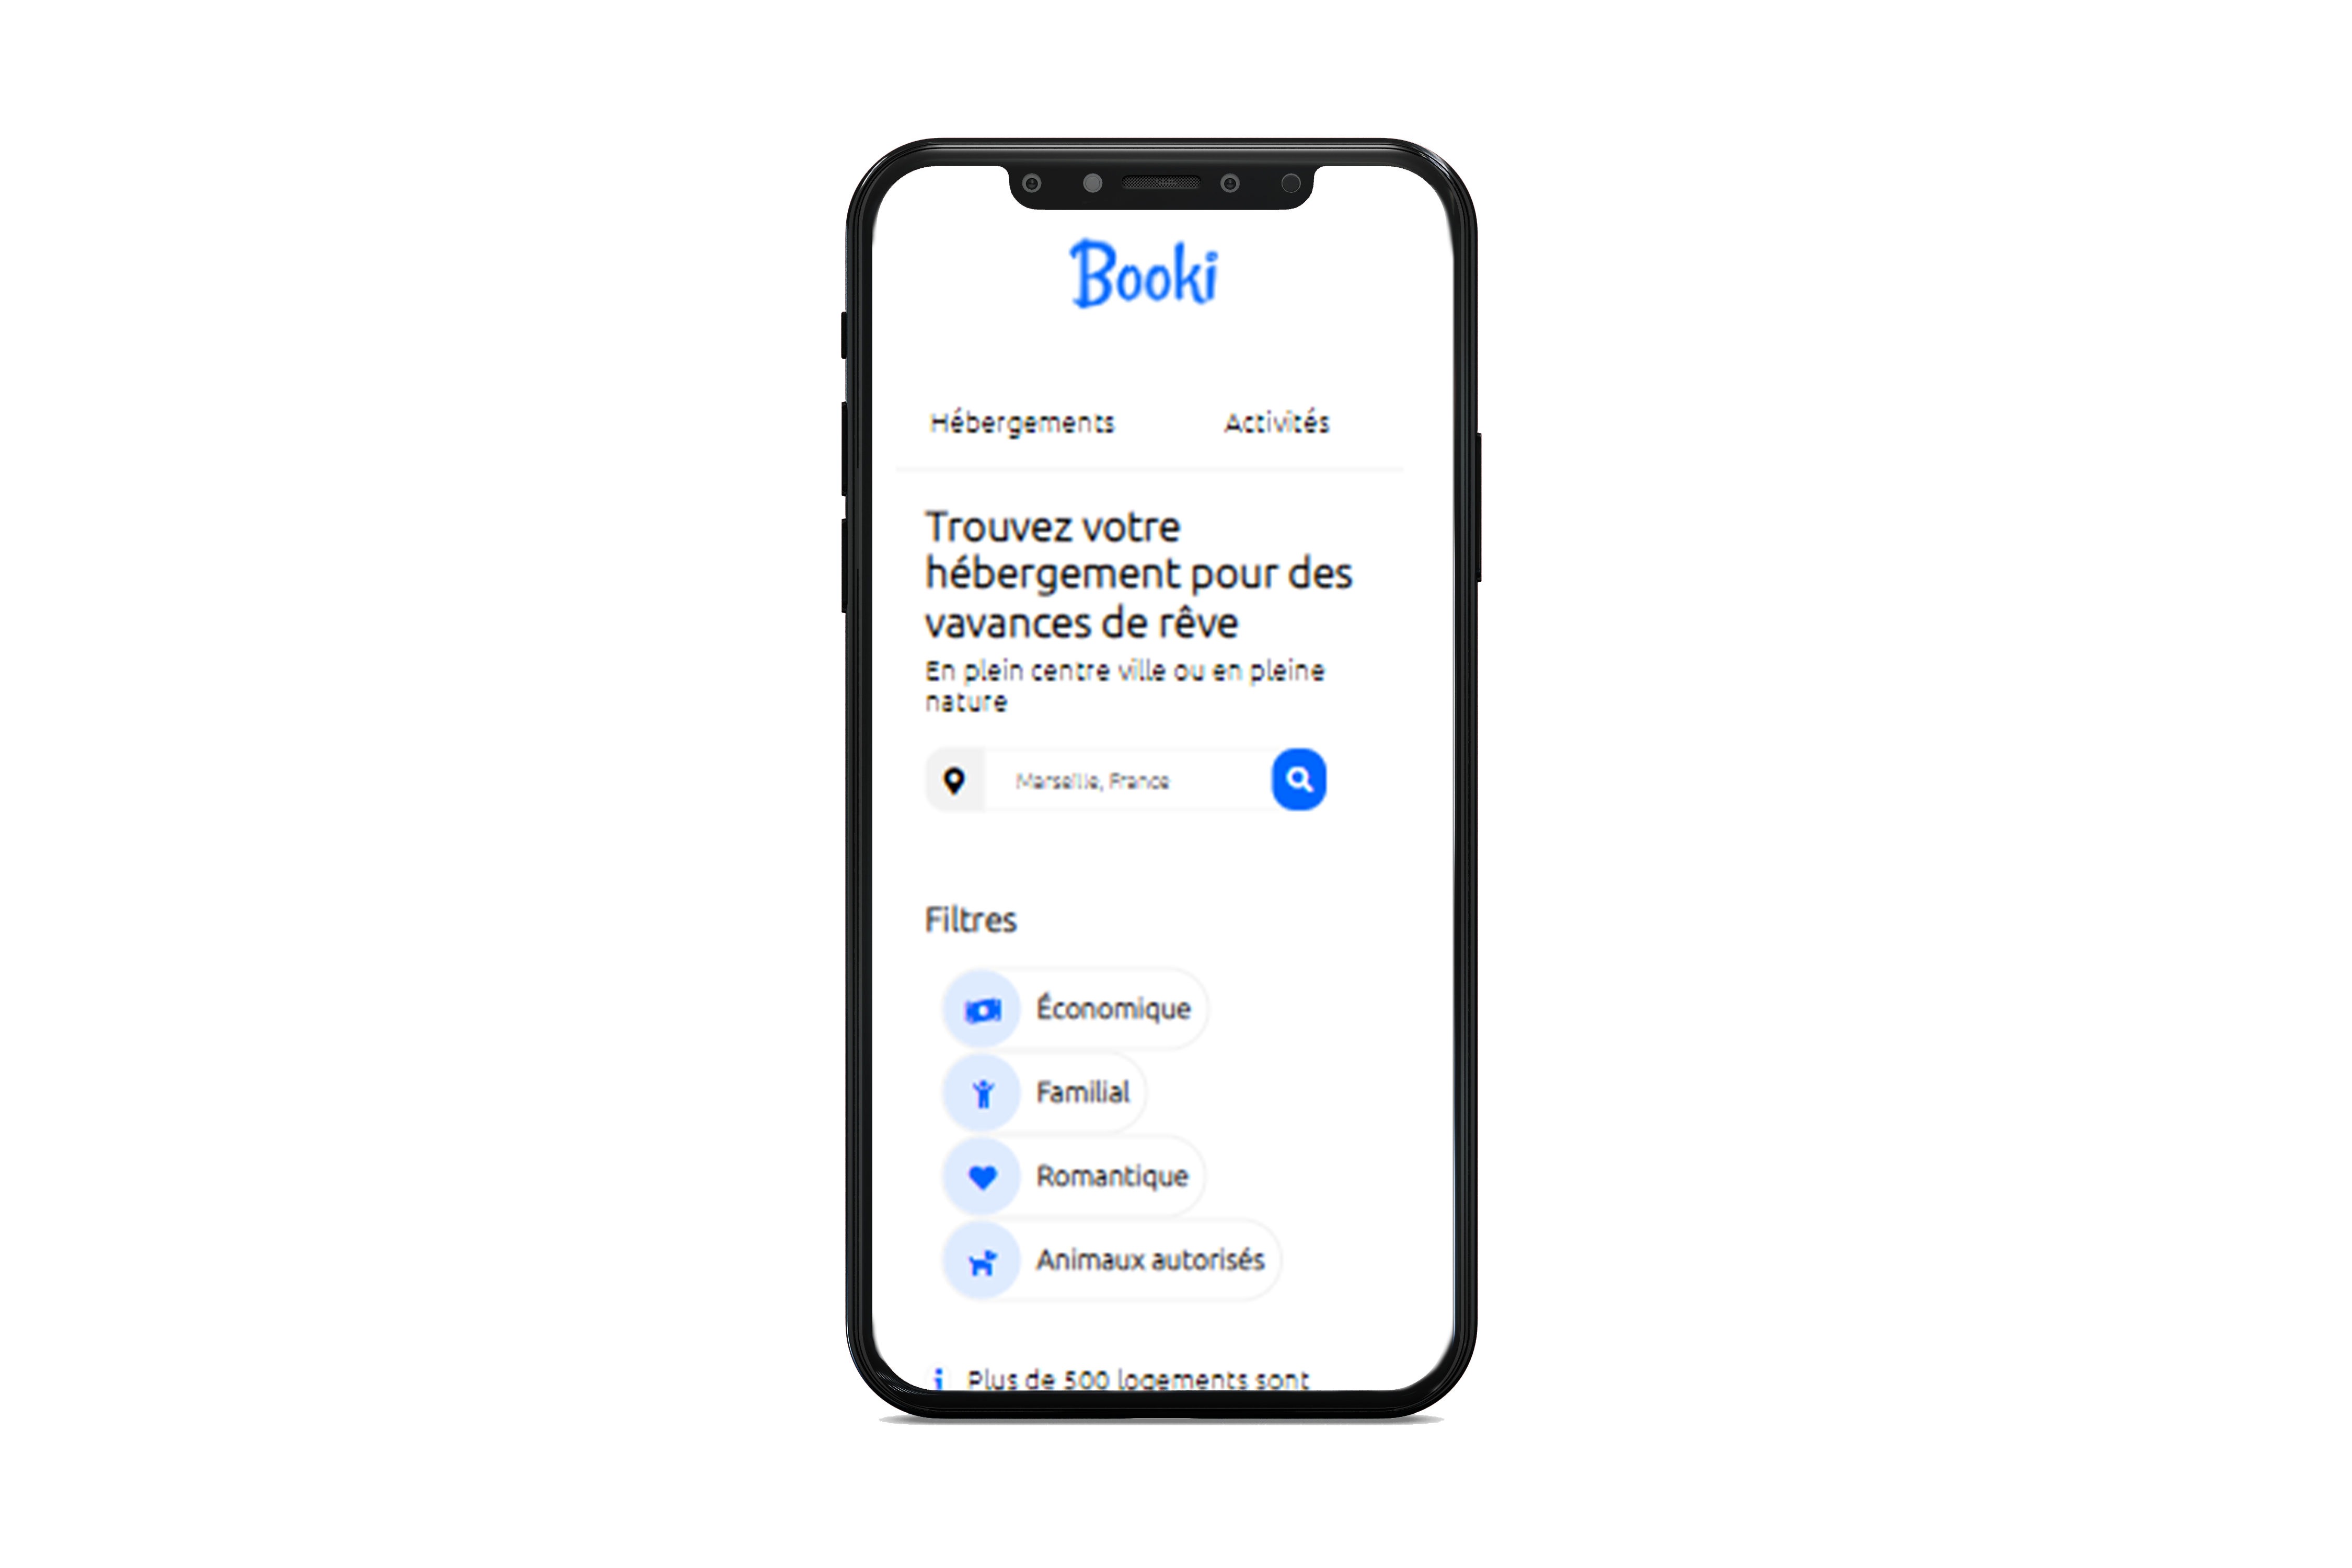 Booki
Hébergements Activités
Trouvez votre
hébergement pour des
vavances de rêve
En plein centre ville ou en pleine
nature
Marseille, France
Filtres
Économique
Familial
Romantique
Animaux autorisés
Plus de 500 logements sont